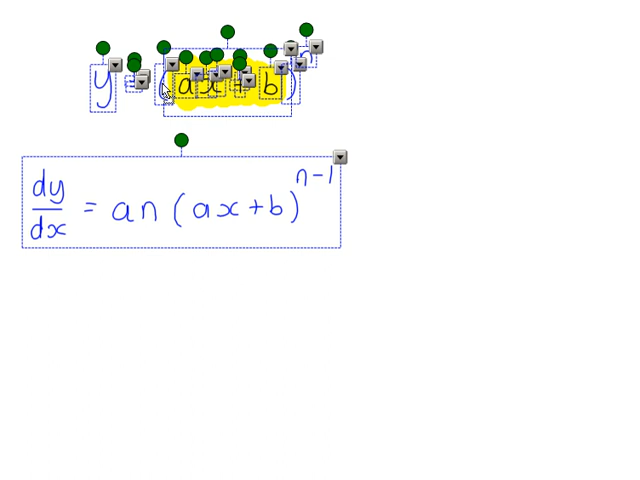 y = (ax + b)^n
dy/dx = an (ax + b)^n-1